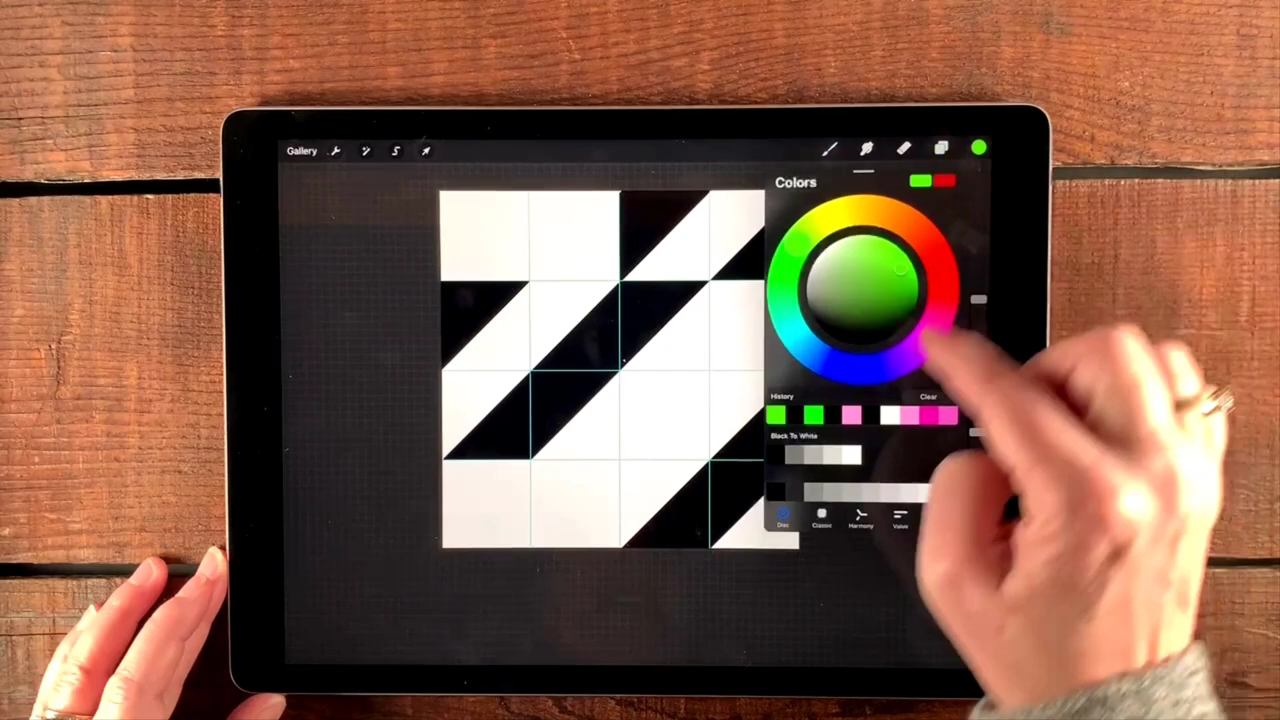 Gallery
Colors
History
Clear
Black To White
Disc
Classic
Harmony
Value